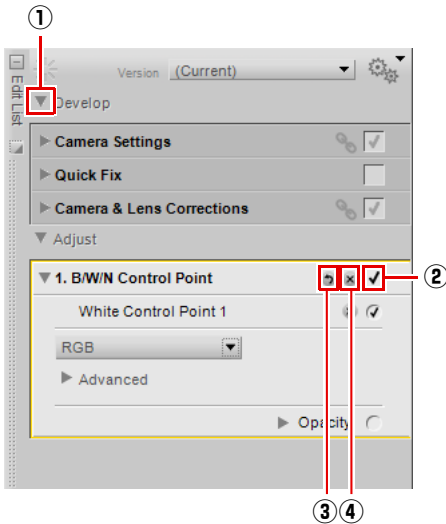 ①
Edit List
Version (Current)
Develop
Camera Settings
Quick Fix
Camera & Lens Corrections
Adjust
1. B/W/N Control Point
②
White Control Point 1
RGB
Advanced
Opacity
③④